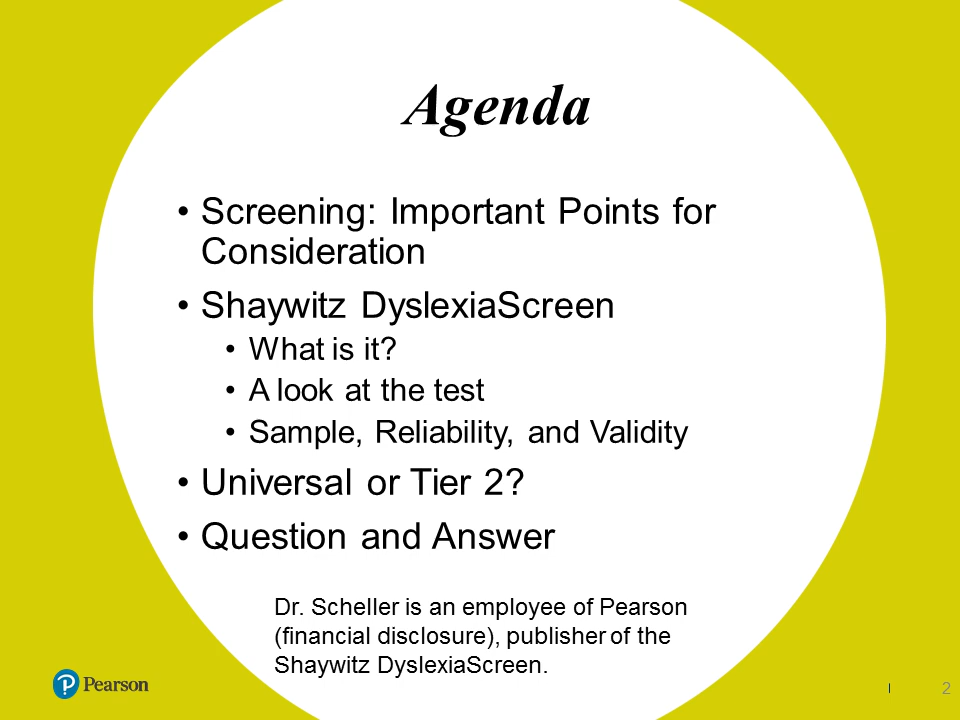 Agenda
• Screening: Important Points for
Consideration
• Shaywitz DyslexiaScreen
• What is it?
• A look at the test
• Sample, Reliability, and Validity
• Universal or Tier 2?
• Question and Answer
Dr. Scheller is an employee of Pearson
(financial disclosure), publisher of the
Shaywitz DyslexiaScreen.
P Pearson
| 2